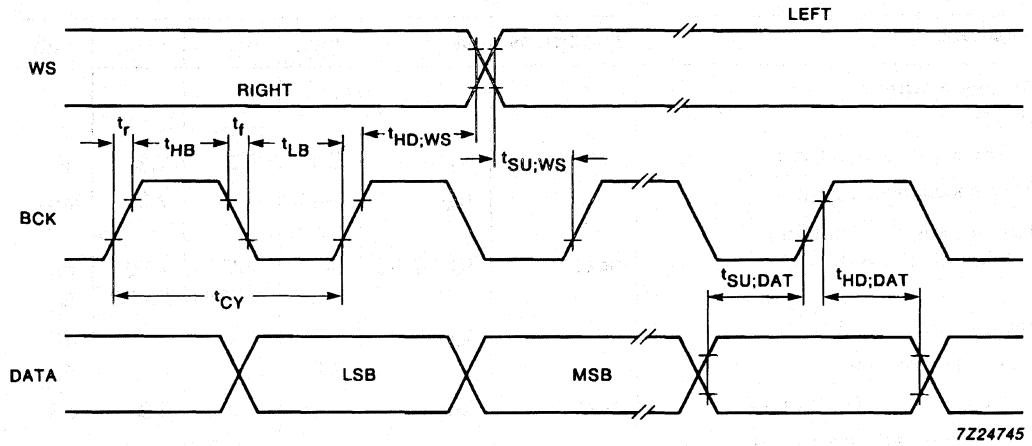 LEFT
WS
RIGHT
tr tHB tf tLB tHD;WS
tSU;WS
BCK
tCY
tSU;DAT tHD;DAT
DATA LSB MSB
7Z24745